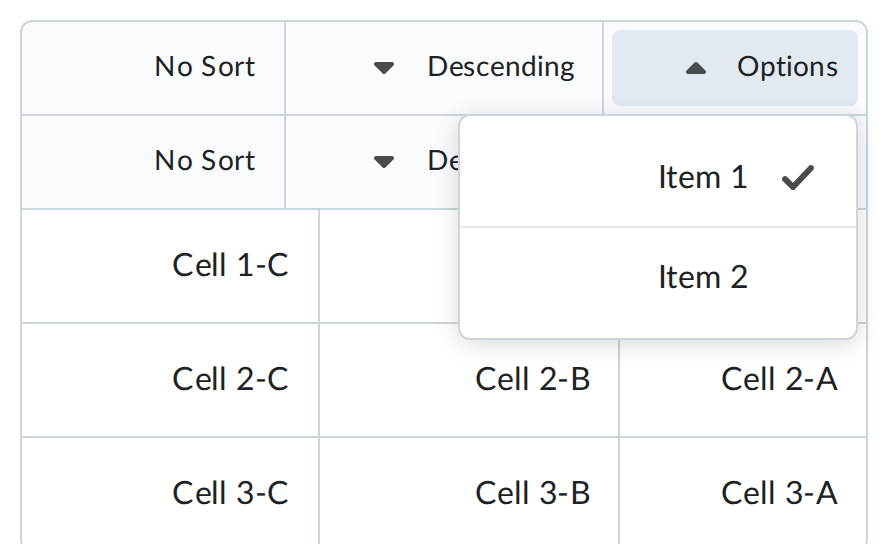 No Sort Descending Options
No Sort
Item 1
Cell 1-C
Item 2
Cell 2-C Cell 2-B Cell 2-A
Cell 3-C Cell 3-B Cell 3-A